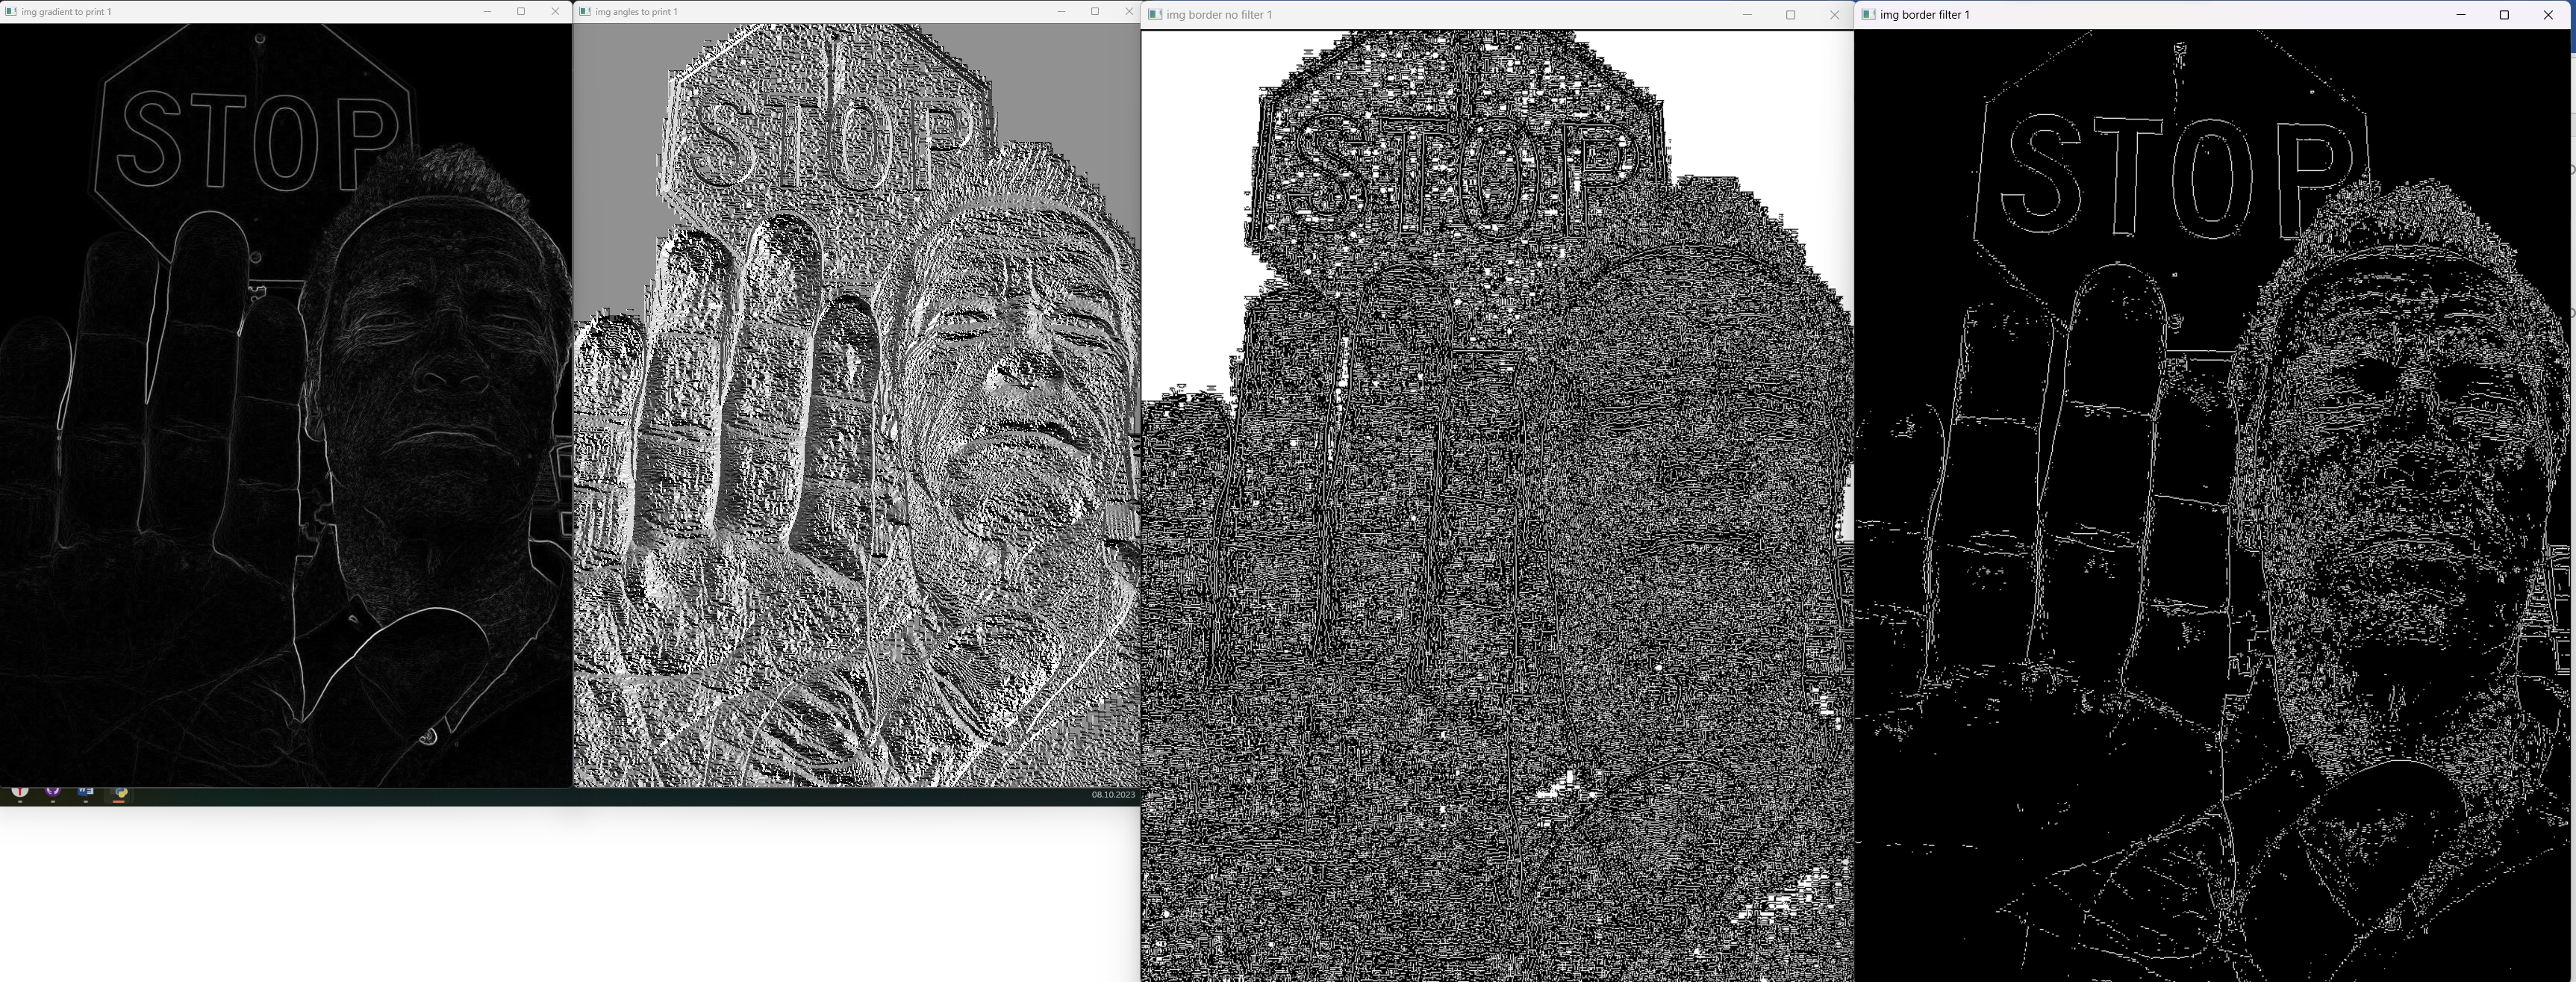 img gradient to print 1
img angles to print 1
img border no filter 1
img border filter 1
STOP
STOP
STOP
STOP
08.10.2023